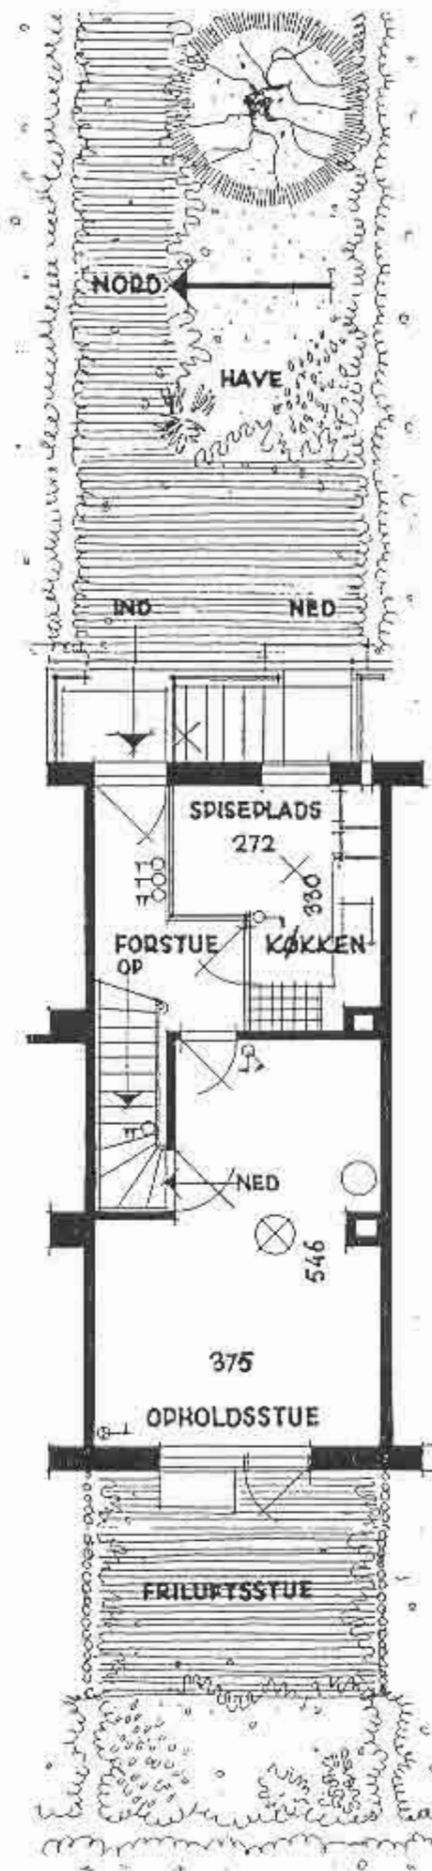 NORD
HAVE
IND
NED
SPISEPLADS
272
330
FORSTUE
KØKKEN
OP
NED
546
375
OPHOLDSSTUE
FRILUFTSSTUE